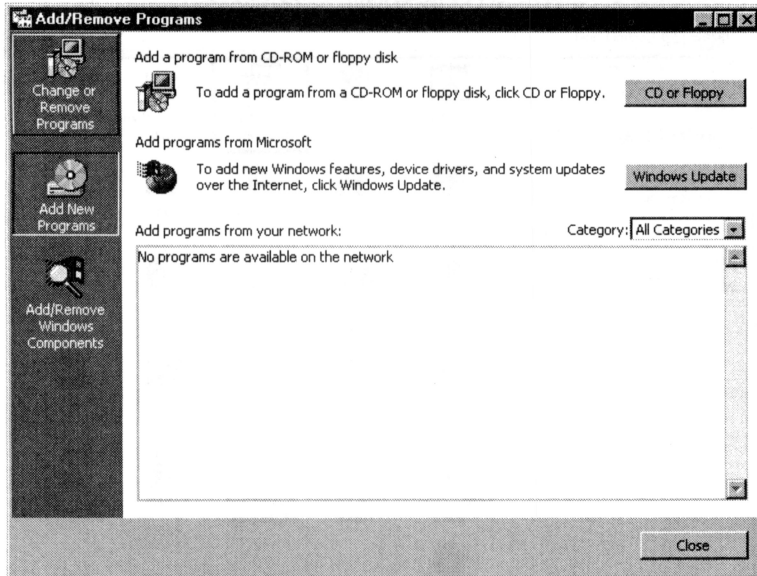 Add/Remove Programs
Change or
Remove
Programs
Add New
Programs
Add/Remove
Windows
Components
Add a program from CD-ROM or floppy disk
To add a program from a CD-ROM or floppy disk, click CD or Floppy.
CD or Floppy
Add programs from Microsoft
To add new Windows features, device drivers, and system updates
over the Internet, click Windows Update.
Windows Update
Add programs from your network:
Category: All Categories
No programs are available on the network
Close